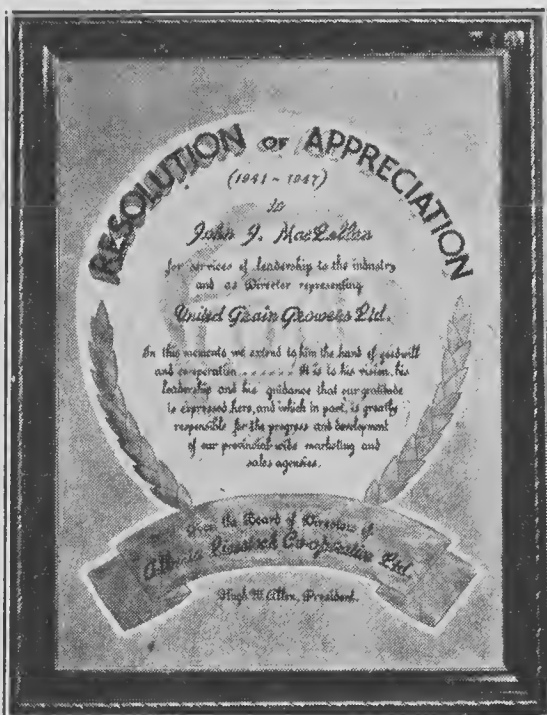 RESOLUTION OF APPRECIATION
(1941 - 1947)
to
John J. MacLellan
for services of leadership to the industry
and as Director representing
United Grain Growers Ltd.
In this memento we extend to him the hand of goodwill
and co-operation ...... It is to his vision, his
leadership and his guidance that our gratitude
is expressed here, and which in part, is greatly
responsible for the progress and development
of our provincial-wide marketing and
sales agencies.
from the Board of Directors of
Alberta Livestock Co-operative Ltd.
Hugh W. Allen, President.